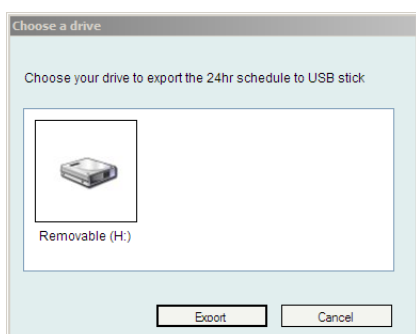 Choose a drive
Choose your drive to export the 24hr schedule to USB stick
Removable (H:)
Export Cancel